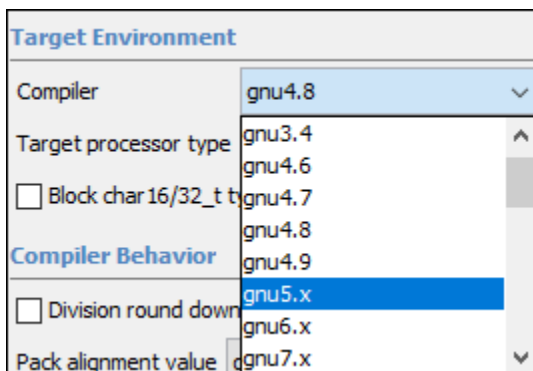 Target Environment
Compiler gnu4.8
Target processor type
gnu3.4
gnu4.6
gnu4.7
Block char16/32_t ty
gnu4.8
gnu4.9
Compiler Behavior
gnu5.x
Division round down
gnu6.x
Pack alignment value
gnu7.x